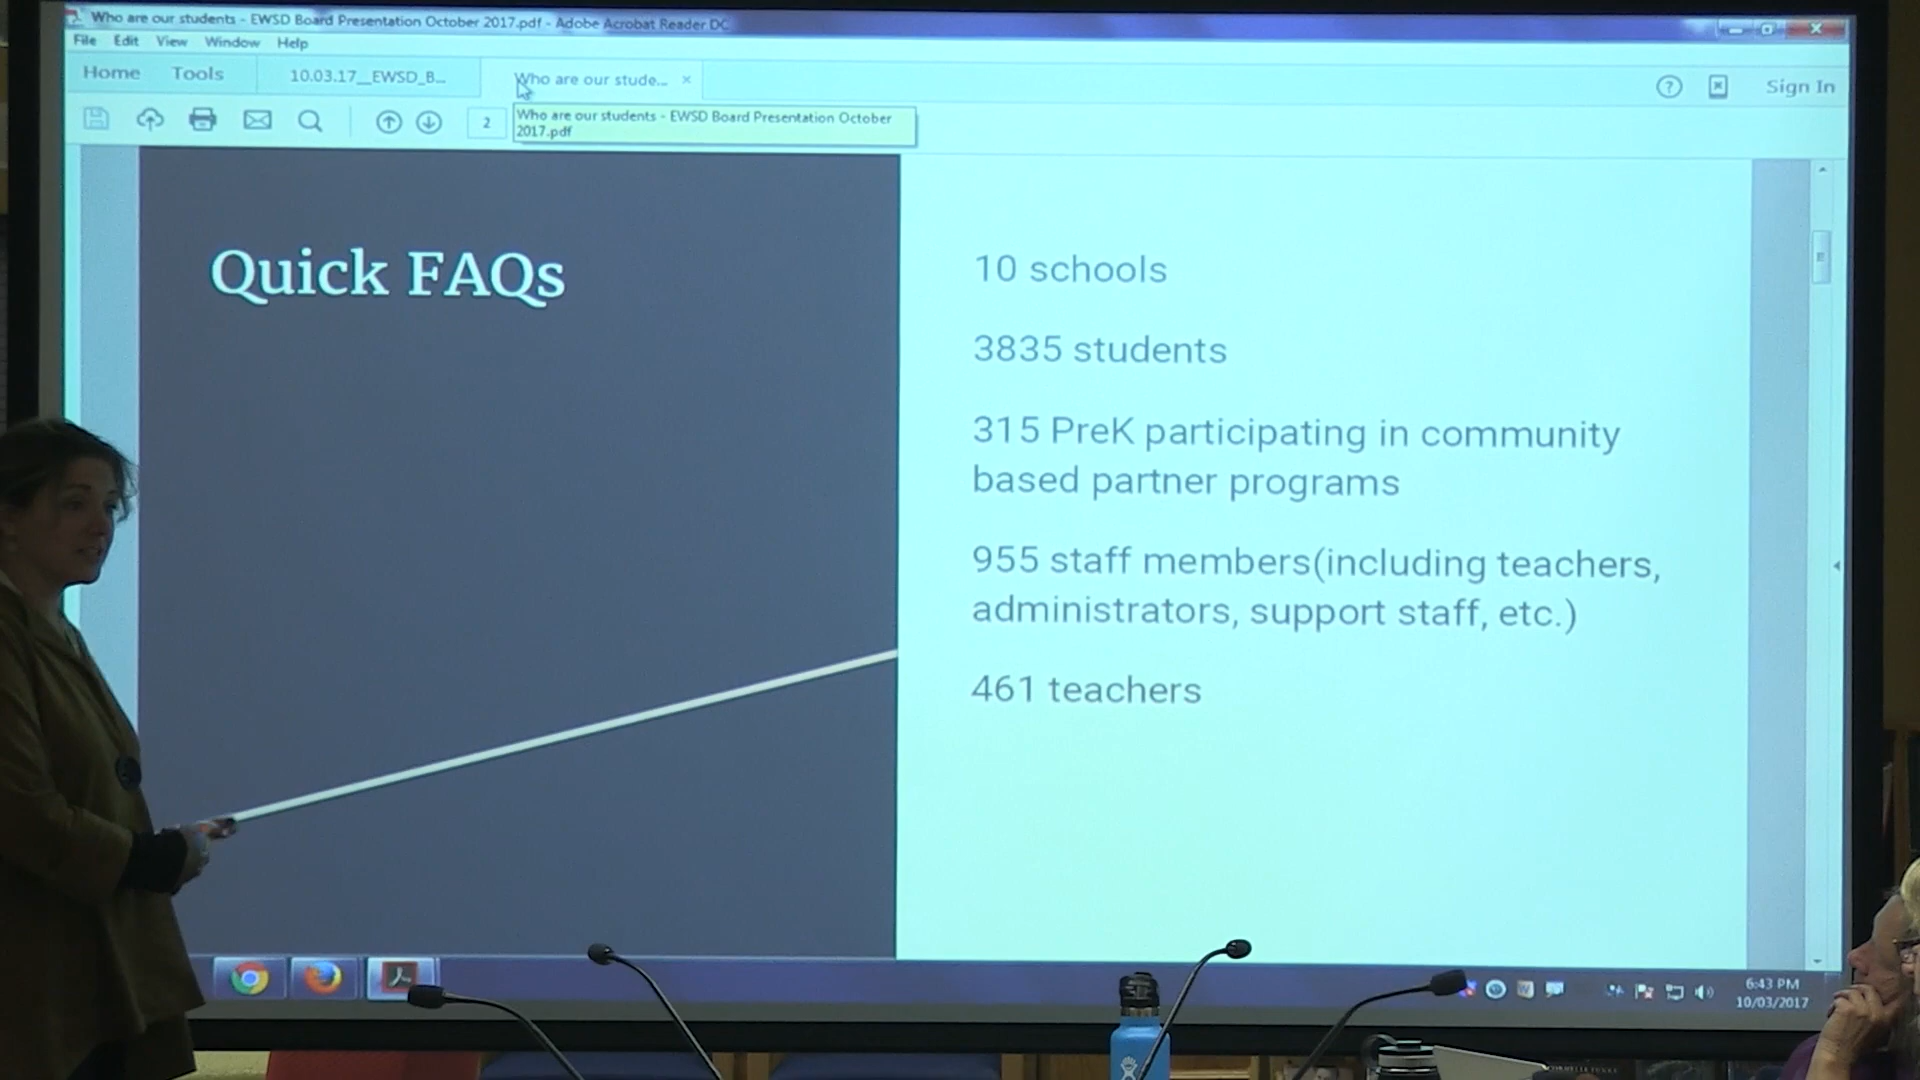 Who are our students - EWSD Board Presentation October 2017.pdf - Adobe Acrobat Reader DC
File Edit View Window Help
Home Tools 10.03.17__EWSD_B... Who are our stude... × Sign In
2
Who are our students - EWSD Board Presentation October
2017.pdf
Quick FAQs
10 schools
3835 students
315 PreK participating in community
based partner programs
955 staff members(including teachers,
administrators, support staff, etc.)
461 teachers
6:43 PM
10/03/2017